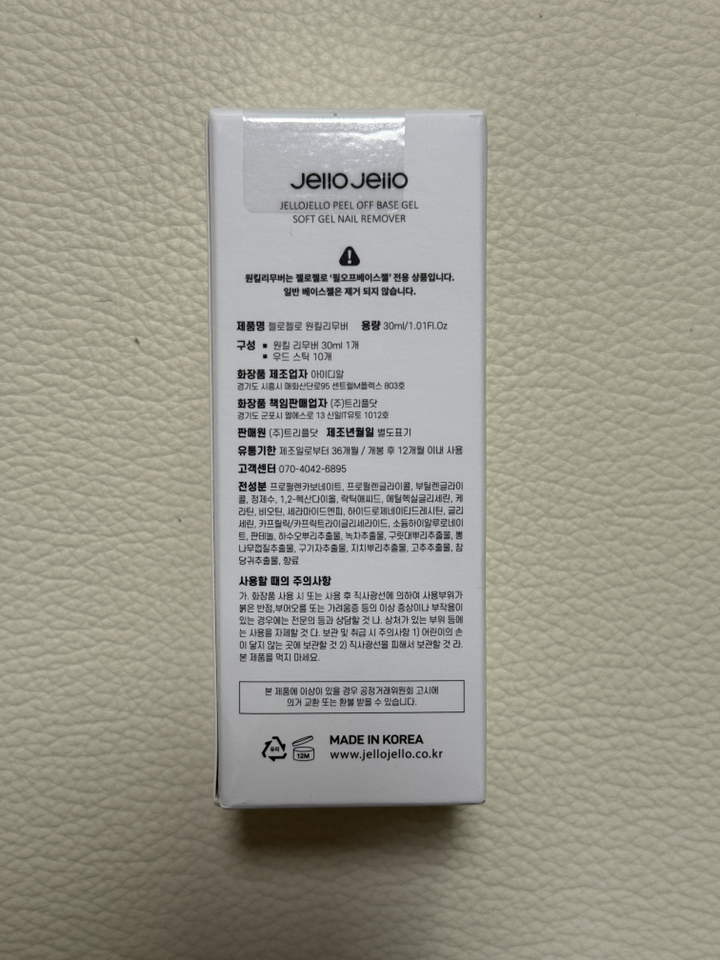 Jello Jello
JELLOJELLO PEEL OFF BASE GEL
SOFT GEL NAIL REMOVER
원킬리무버는 젤로젤로 '필오프베이스젤' 전용 상품입니다.
일반 베이스젤은 제거 되지 않습니다.
제품명 젤로젤로 원킬리무버 용량 30ml/1.01Fl.Oz
구성 ▪ 원킬 리무버 30ml 1개
▪ 우드 스틱 10개
화장품 제조업자 아이디알
경기도 시흥시 매화산단로95 센트럴M플렉스 803호
화장품 책임판매업자 (주)트리플닷
경기도 군포시 엘에스로 13 신일IT유토 1012호
판매원 (주)트리플닷 제조년월일 별도표기
유통기한 제조일로부터 36개월 / 개봉 후 12개월 이내 사용
고객센터 070-4042-6895
전성분 프로필렌카보네이트, 프로필렌글라이콜, 부틸렌글라이
콜, 정제수, 1,2-헥산다이올, 락틱애씨드, 에틸헥실글리세린, 케
라틴, 비오틴, 세라마이드엔피, 하이드로제네이티드레시틴, 글리
세린, 카프릴릭/카프릭트라이글리세라이드, 소듐하이알루로네이
트, 판테놀, 하수오뿌리추출물, 녹차추출물, 구릿대뿌리추출물, 뽕
나무껍질추출물, 구기자추출물, 지치뿌리추출물, 고추추출물, 참
당귀추출물, 향료
사용할 때의 주의사항
가. 화장품 사용 시 또는 사용 후 직사광선에 의하여 사용부위가
붉은 반점,부어오름 또는 가려움증 등의 이상 증상이나 부작용이
있는 경우에는 전문의 등과 상담할 것 나. 상처가 있는 부위 등에
는 사용을 자제할 것 다. 보관 및 취급 시 주의사항 1) 어린이의 손
이 닿지 않는 곳에 보관할 것 2) 직사광선을 피해서 보관할 것 라.
본 제품을 먹지 마세요.
본 제품에 이상이 있을 경우 공정거래위원회 고시에
의거 교환 또는 환불 받을 수 있습니다.
유리 12M MADE IN KOREA
www.jellojello.co.kr